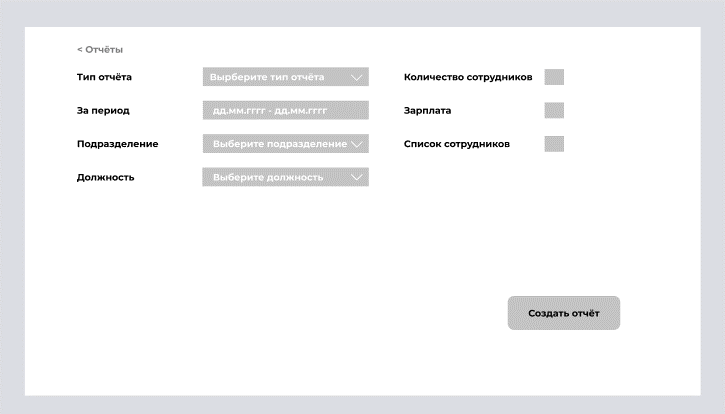 < Отчёты
Тип отчёта
Вырберите тип отчёта
Количество сотрудников
За период
дд.мм.гггг - дд.мм.гггг
Зарплата
Подразделение
Выберите подразделение
Список сотрудников
Должность
Выберите должность
Создать отчёт